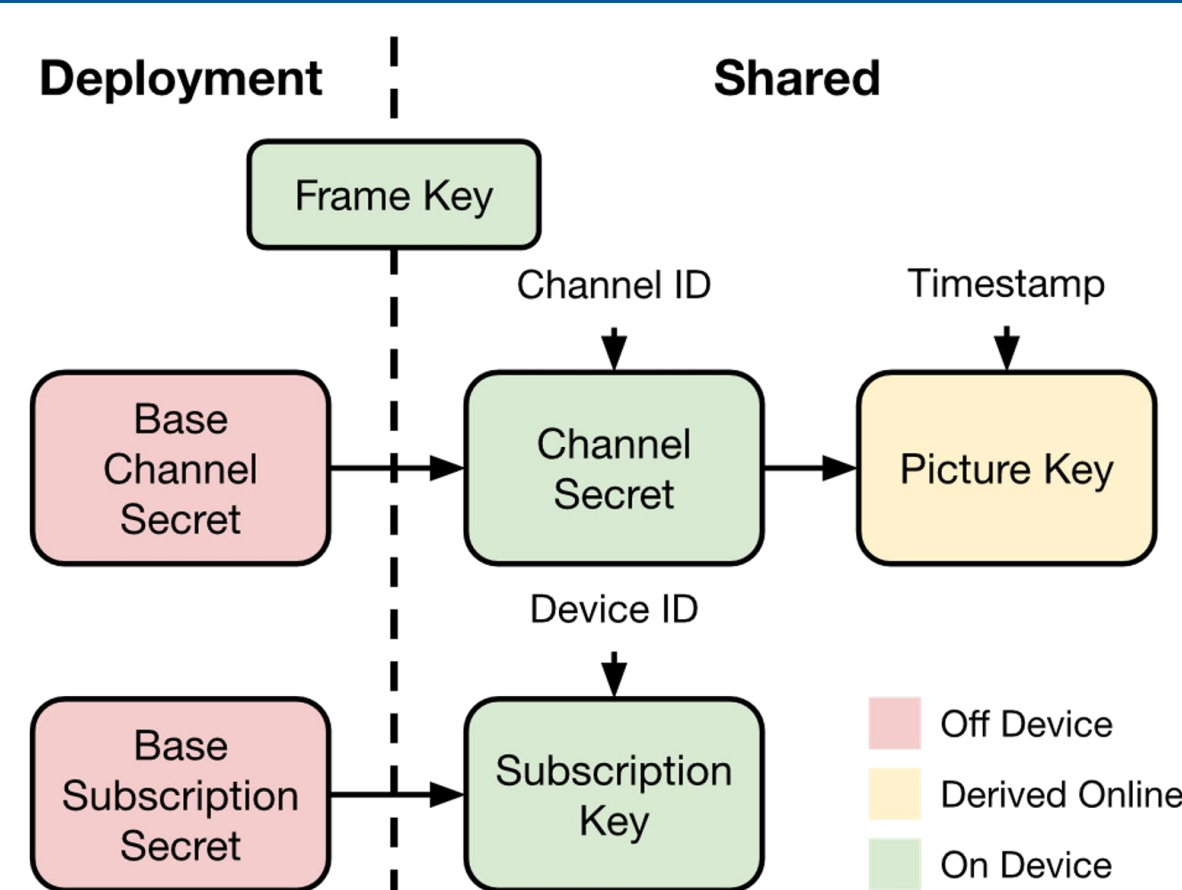 Deployment
Shared
Frame Key
Channel ID
Timestamp
Base
Channel
Secret
Channel
Secret
Picture Key
Device ID
Base
Subscription
Secret
Subscription
Key
Off Device
Derived Online
On Device